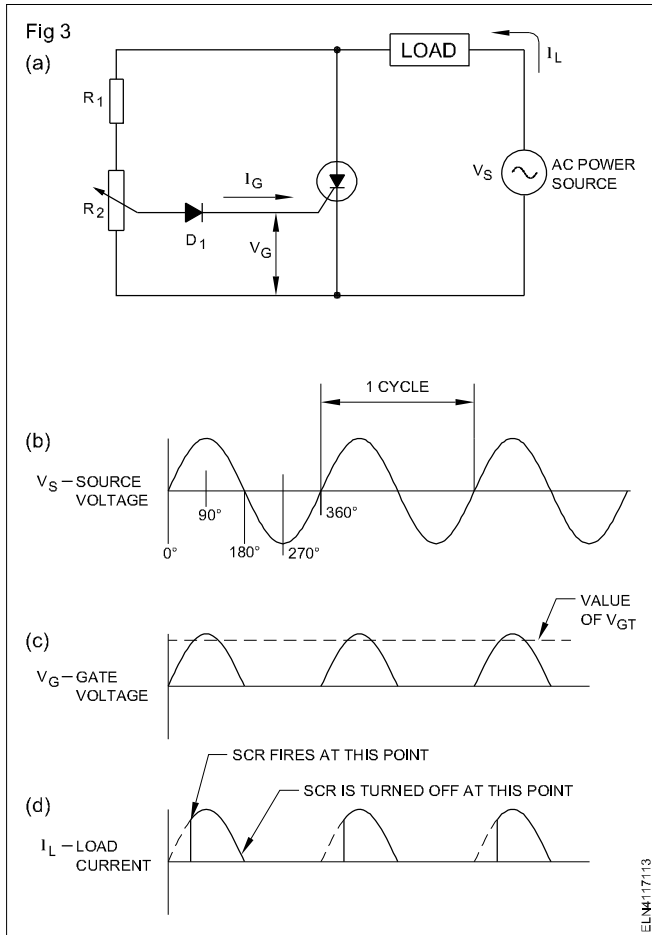 Fig 3
(a)
LOAD
I_L
R_1
V_S
AC POWER
SOURCE
I_G
R_2
D_1
V_G
1 CYCLE
(b)
V_S – SOURCE
VOLTAGE
90°
360°
0°
180°
270°
VALUE
OF V_GT
(c)
V_G – GATE
VOLTAGE
SCR FIRES AT THIS POINT
SCR IS TURNED OFF AT THIS POINT
(d)
I_L – LOAD
CURRENT
ELN4117113